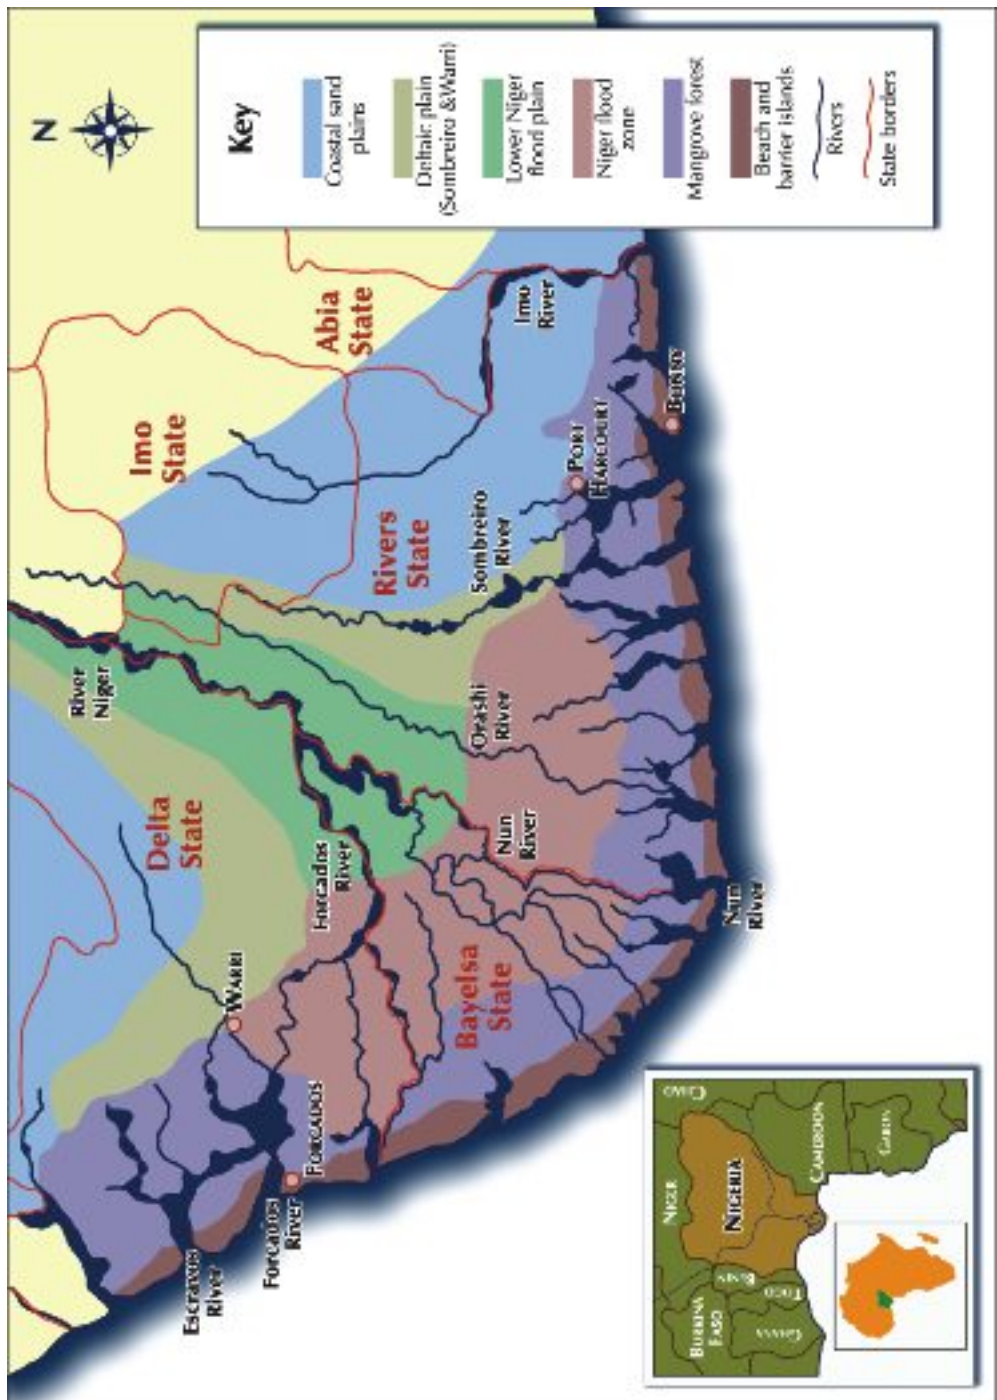 N
Key
Coastal sand
plains
Deltaic plain
(Sombreiro & Warri)
Lower Niger
flood plain
Niger flood
zone
Mangrove forest
Beach and
barrier islands
Rivers
State borders
Imo
State
Abia
State
Rivers
State
Delta
State
Bayelsa
State
River
Niger
Imo
River
Sombreiro
River
Orashi
River
Nun
River
Forcados
River
Nun
River
Escravos
River
Forcados
River
WARRI
FORCADOS
PORT
HARCOURT
BONNY
NIGER
CHAD
NIGERIA
BENIN
TOGO
BURKINA
FASO
GHANA
CAMEROON
GABON